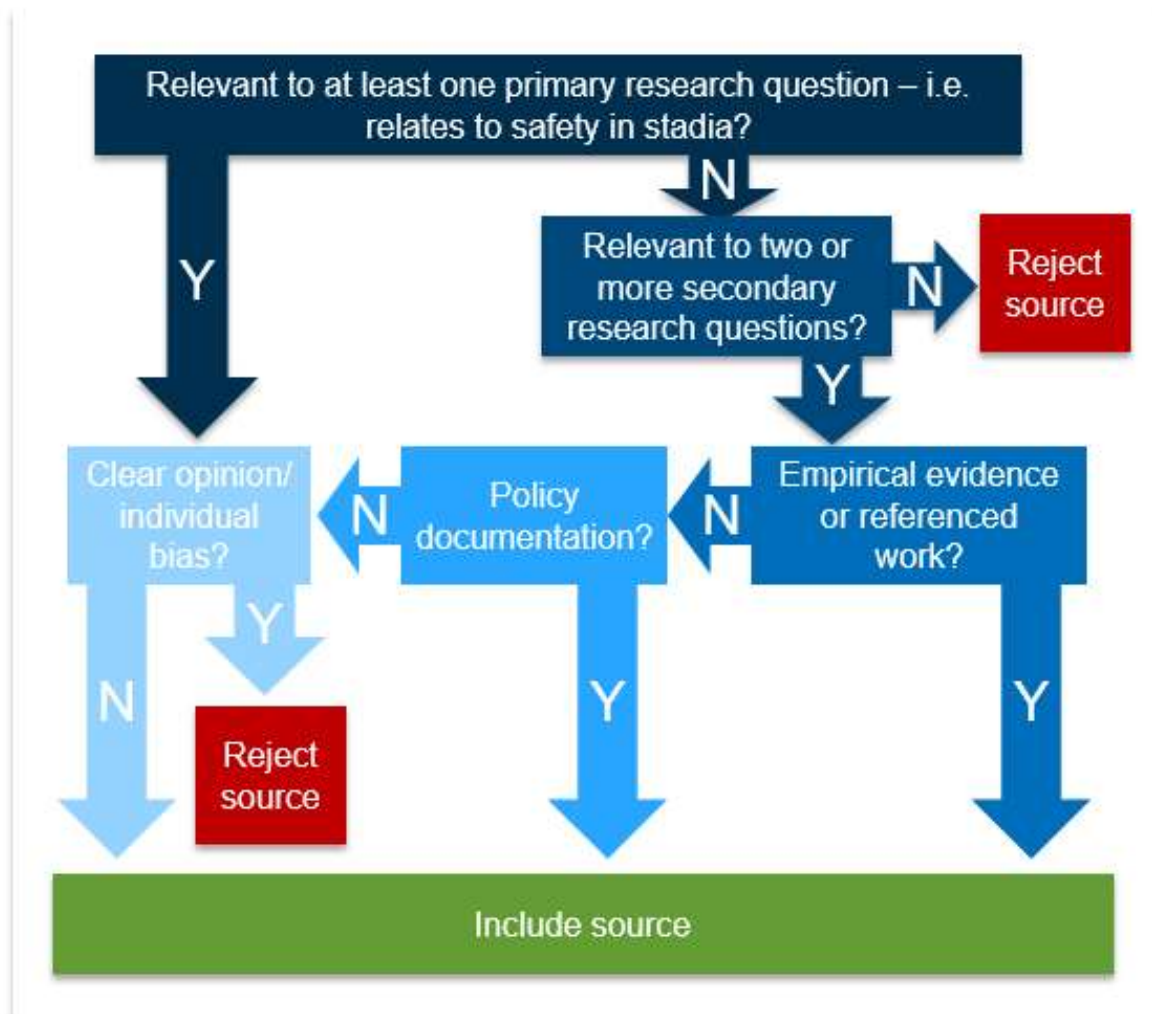 Relevant to at least one primary research question – i.e.
relates to safety in stadia?
N
Y
Relevant to two or
more secondary
research questions?
N
Reject
source
Y
Clear opinion/
individual
bias?
N
Policy
documentation?
N
Empirical evidence
or referenced
work?
Y
N
Y
Y
Reject
source
Include source